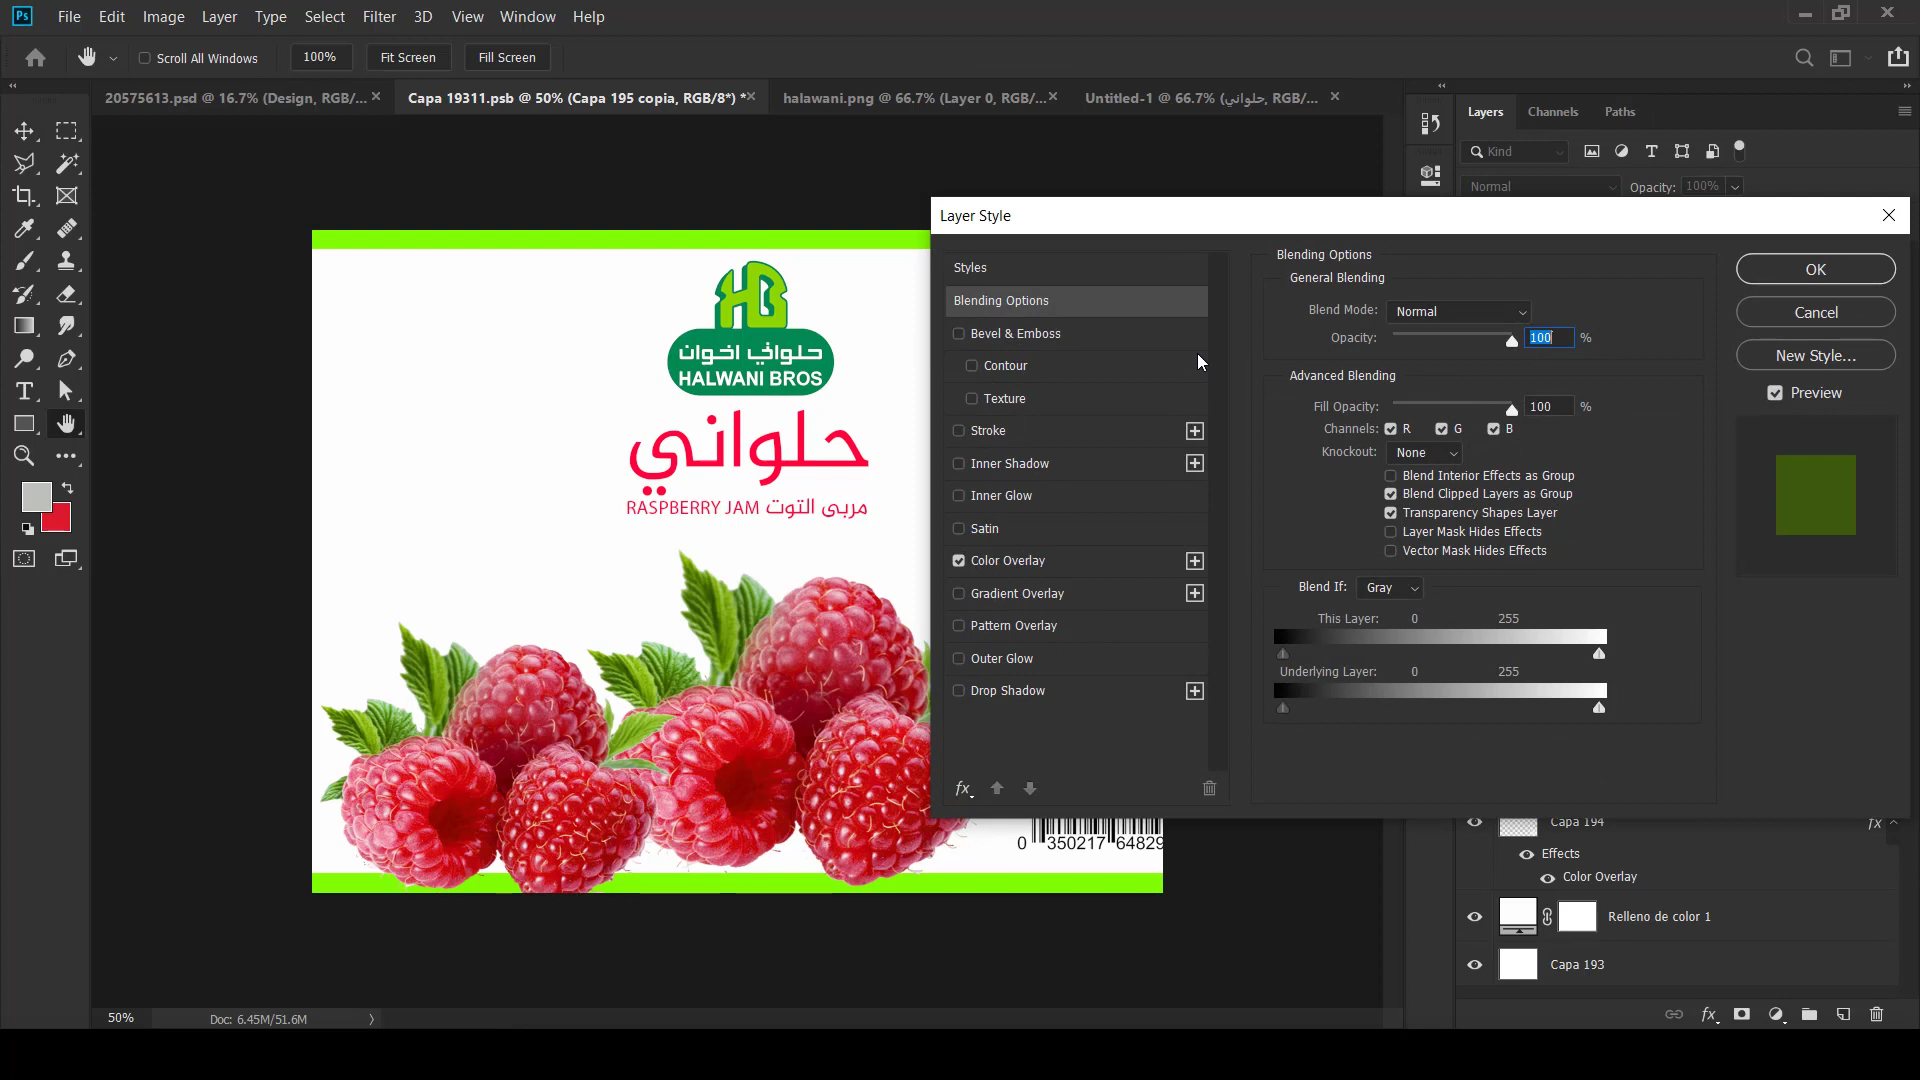 Ps File Edit Image Layer Type Select Filter 3D View Window Help
Scroll All Windows 100% Fit Screen Fill Screen
20575613.psd @ 16.7% (Design, RGB/... Capa 19311.psb @ 50% (Capa 195 copia, RGB/8*) * halawani.png @ 66.7% (Layer 0, RGB/... Untitled-1 @ 66.7% (حلواني, RGB/...
Layers Channels Paths
Kind
Normal Opacity: 100%
Layer Style
Styles
Blending Options
Bevel & Emboss
Contour
Texture
Stroke
Inner Shadow
Inner Glow
Satin
Color Overlay
Gradient Overlay
Pattern Overlay
Outer Glow
Drop Shadow
fx
Blending Options
General Blending
Blend Mode: Normal
Opacity: 100 %
Advanced Blending
Fill Opacity: 100 %
Channels: R G B
Knockout: None
Blend Interior Effects as Group
Blend Clipped Layers as Group
Transparency Shapes Layer
Layer Mask Hides Effects
Vector Mask Hides Effects
Blend If: Gray
This Layer: 0 255
Underlying Layer: 0 255
OK
Cancel
New Style...
Preview
HB
حلواني اخوان
HALWANI BROS
حلواني
RASPBERRY JAM مربى التوت
0 350217 64829
Capa 194 fx
Effects
Color Overlay
Relleno de color 1
Capa 193
fx
50% Doc: 6.45M/51.6M